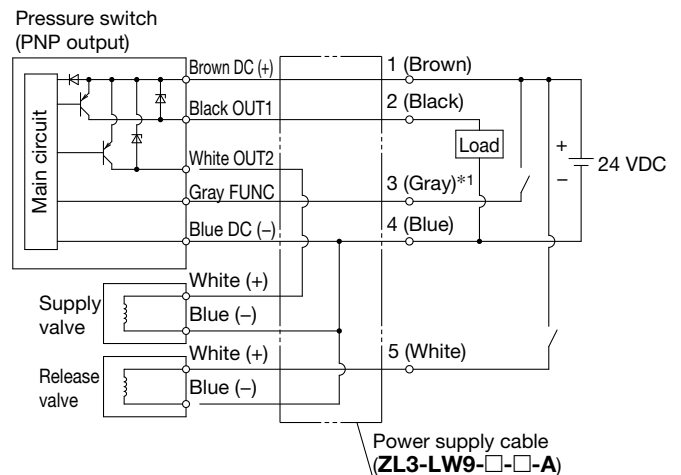 Pressure switch
(PNP output)
Main circuit
Brown DC (+)
Black OUT1
White OUT2
Gray FUNC
Blue DC (−)
1 (Brown)
2 (Black)
Load
3 (Gray)*1
4 (Blue)
+
−
24 VDC
Supply
valve
White (+)
Blue (−)
Release
valve
White (+)
Blue (−)
5 (White)
Power supply cable
(ZL3-LW9-□-□-A)